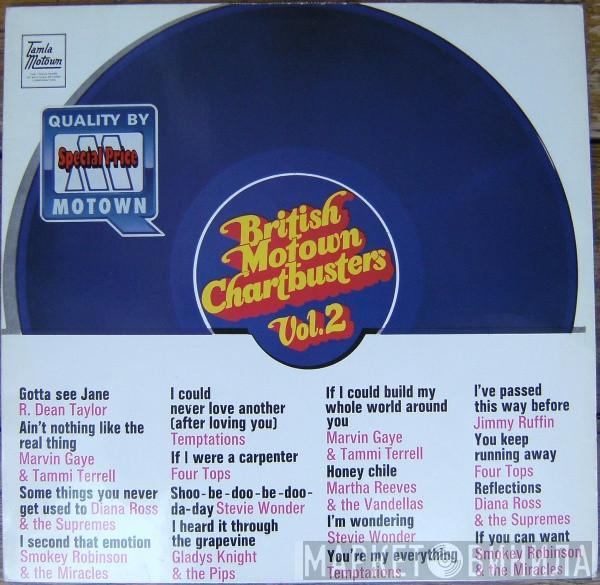 Tamla
Motown
QUALITY BY
Special Price
MOTOWN
British
Motown
Chartbusters
Vol.2
Gotta see Jane
R. Dean Taylor
Ain't nothing like the
real thing
Marvin Gaye
& Tammi Terrell
Some things you never
get used to Diana Ross
& the Supremes
I second that emotion
Smokey Robinson
& the Miracles
I could
never love another
(after loving you)
Temptations
If I were a carpenter
Four Tops
Shoo-be-doo-be-doo-
da-day Stevie Wonder
I heard it through
the grapevine
Gladys Knight
& the Pips
If I could build my
whole world around
you
Marvin Gaye
& Tammi Terrell
Honey chile
Martha Reeves
& the Vandellas
I'm wondering
Stevie Wonder
You're my everything
Temptations
I've passed
this way before
Jimmy Ruffin
You keep
running away
Four Tops
Reflections
Diana Ross
& the Supremes
If you can want
Smokey Robinson
& the Miracles